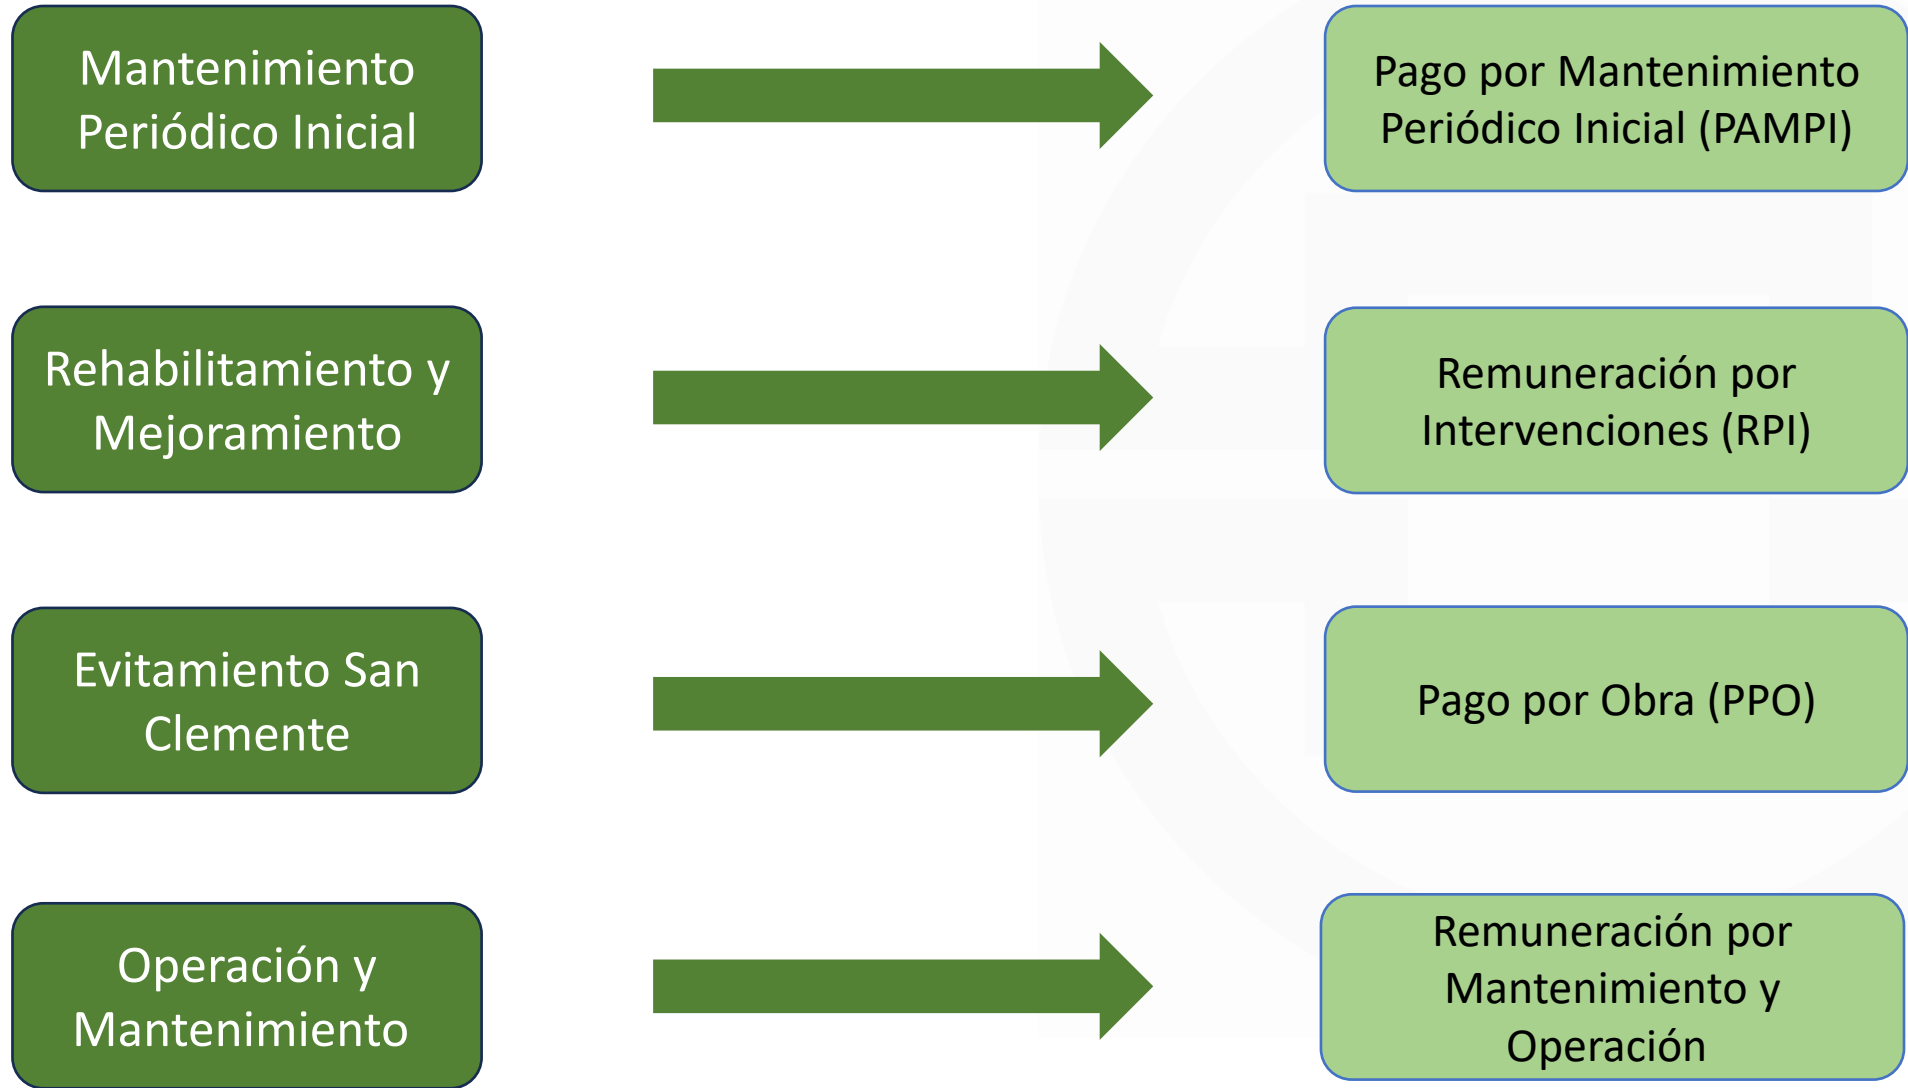 Mantenimiento
Periódico Inicial
Pago por Mantenimiento
Periódico Inicial (PAMPI)
Rehabilitamiento y
Mejoramiento
Remuneración por
Intervenciones (RPI)
Evitamiento San
Clemente
Pago por Obra (PPO)
Operación y
Mantenimiento
Remuneración por
Mantenimiento y
Operación